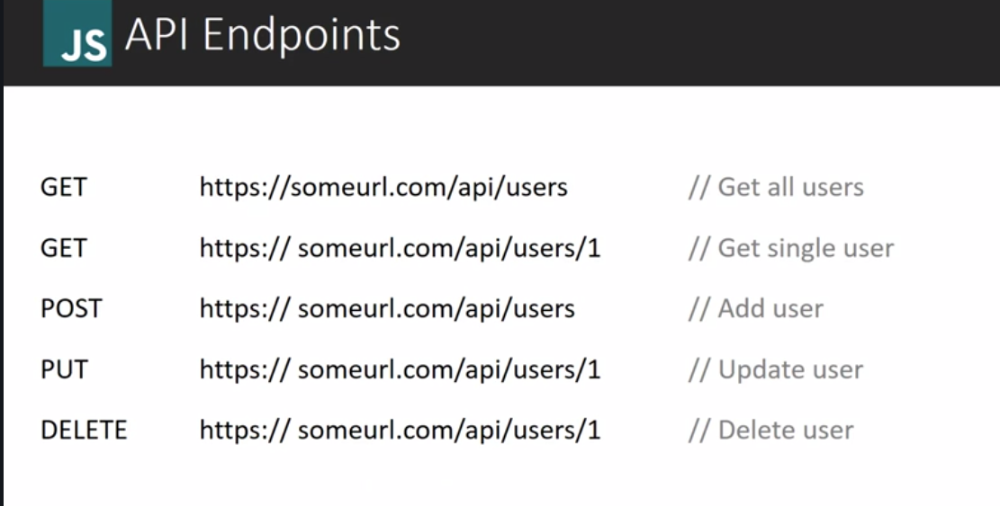 JS API Endpoints
GET https://someurl.com/api/users // Get all users
GET https:// someurl.com/api/users/1 // Get single user
POST https:// someurl.com/api/users // Add user
PUT https:// someurl.com/api/users/1 // Update user
DELETE https:// someurl.com/api/users/1 // Delete user